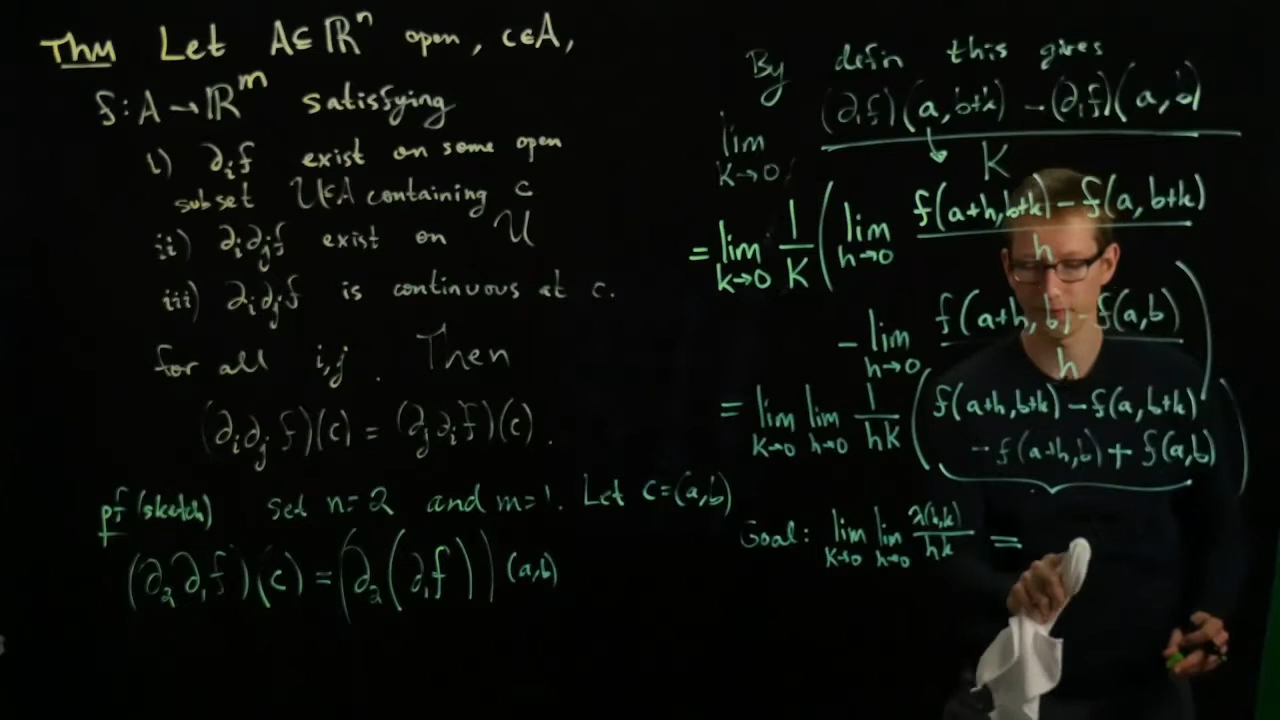 Thm Let A⊆ℝⁿ open, c∈A,
f: A→ℝᵐ satisfying
i) ∂ᵢf exist on some open
subset U⊆A containing c
ii) ∂ᵢ∂ⱼf exist on U
iii) ∂ᵢ∂ⱼf is continuous at c.
for all i,j. Then
(∂ᵢ∂ⱼ f)(c) = (∂ⱼ∂ᵢ f)(c).
pf (sketch) set n=2 and m=1. Let c=(a,b)
(∂₂∂₁f)(c) = (∂₂(∂₁f))(a,b)
By defn this gives
lim k→0 ((∂₁f)(a,b+k) − (∂₁f)(a,b)) / k
= lim k→0 1/k ( lim h→0 (f(a+h,b+k) − f(a,b+k)) / h
− lim h→0 (f(a+h,b) − f(a,b)) / h )
= lim k→0 lim h→0 1/hk ( f(a+h,b+k) − f(a,b+k)
− f(a+h,b) + f(a,b) )
Goal: lim k→0 lim h→0 λ(h,k)/hk =